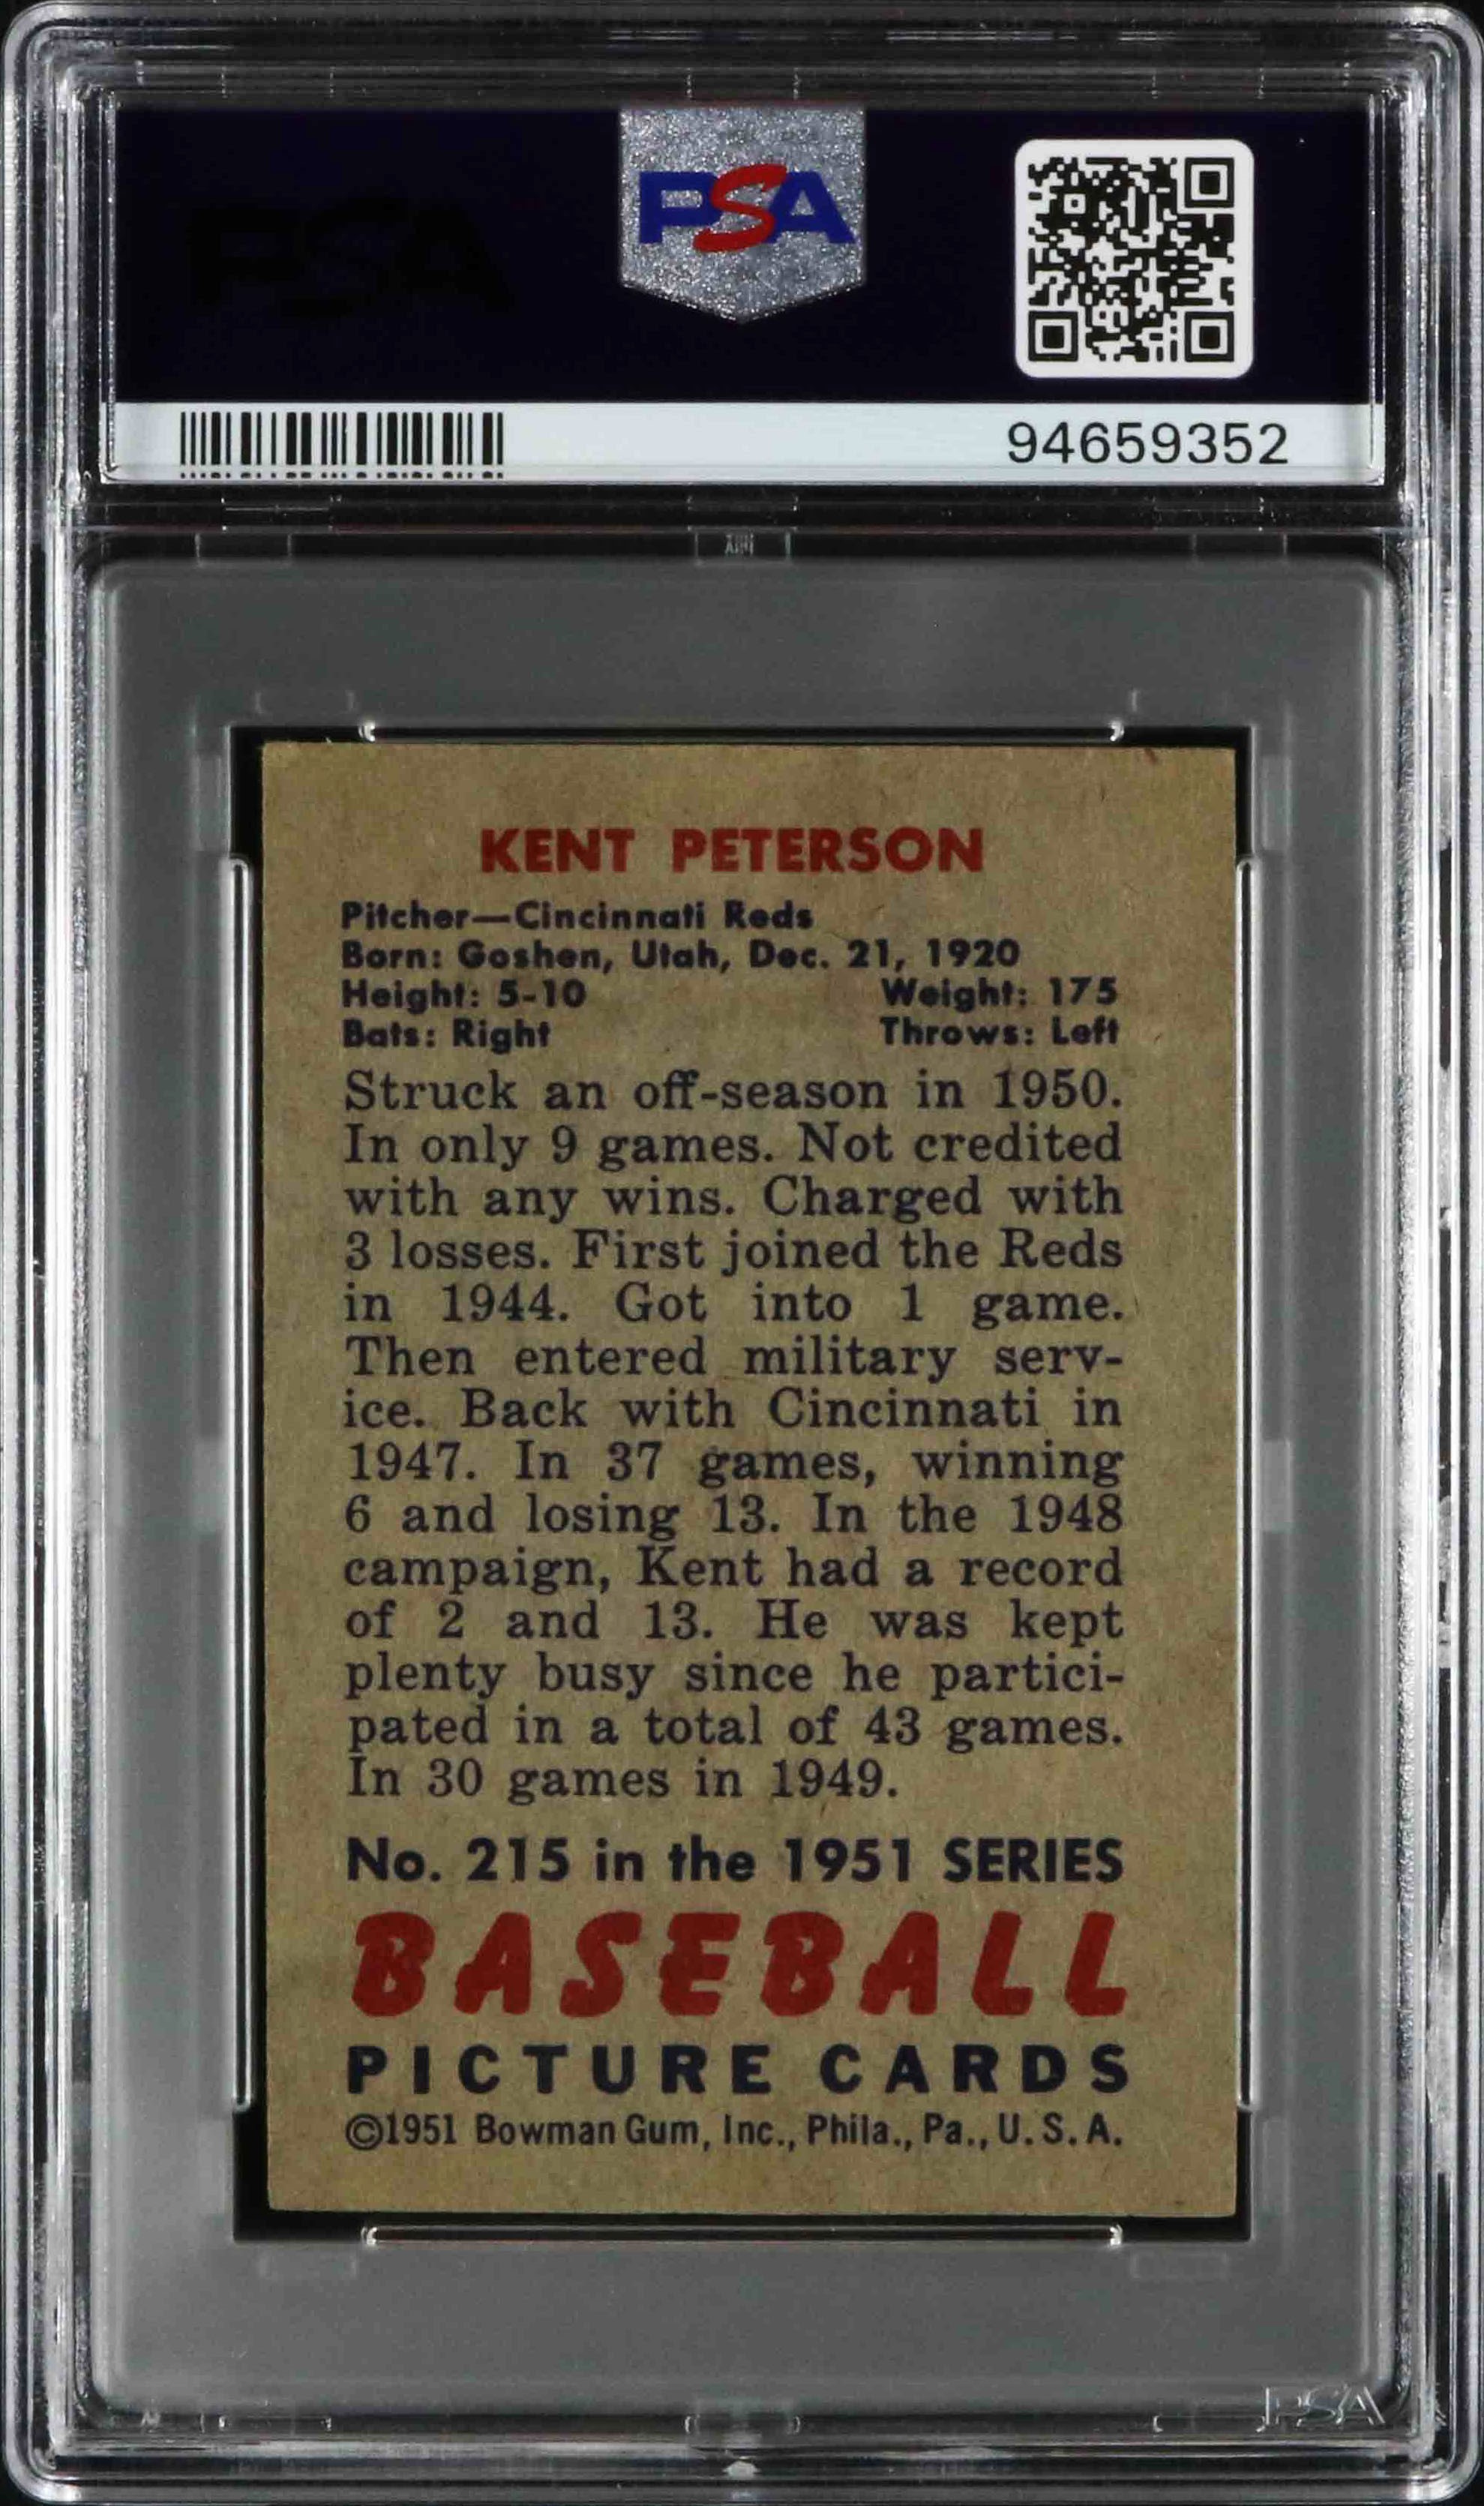 PSA
PSA
94659352
KENT PETERSON
Pitcher—Cincinnati Reds
Born: Goshen, Utah, Dec. 21, 1920
Height: 5-10 Weight: 175
Bats: Right Throws: Left
Struck an off-season in 1950.
In only 9 games. Not credited
with any wins. Charged with
3 losses. First joined the Reds
in 1944. Got into 1 game.
Then entered military serv-
ice. Back with Cincinnati in
1947. In 37 games, winning
6 and losing 13. In the 1948
campaign, Kent had a record
of 2 and 13. He was kept
plenty busy since he partici-
pated in a total of 43 games.
In 30 games in 1949.
No. 215 in the 1951 SERIES
BASEBALL
PICTURE CARDS
©1951 Bowman Gum, Inc., Phila., Pa., U.S.A.
PSA